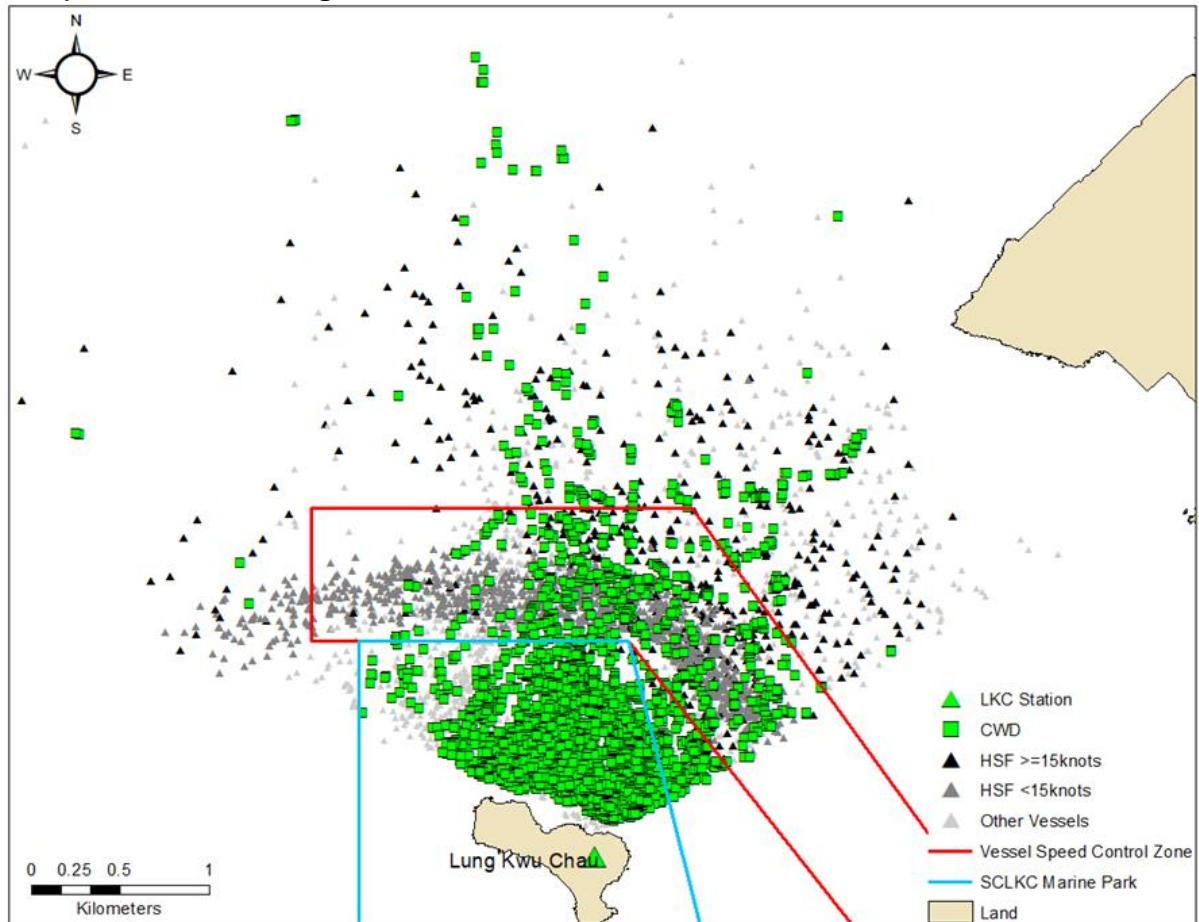 N
W E
S
LKC Station
CWD
HSF >=15knots
HSF <15knots
Other Vessels
Vessel Speed Control Zone
SCLKC Marine Park
Land
Lung Kwu Chau
0 0.25 0.5 1
Kilometers